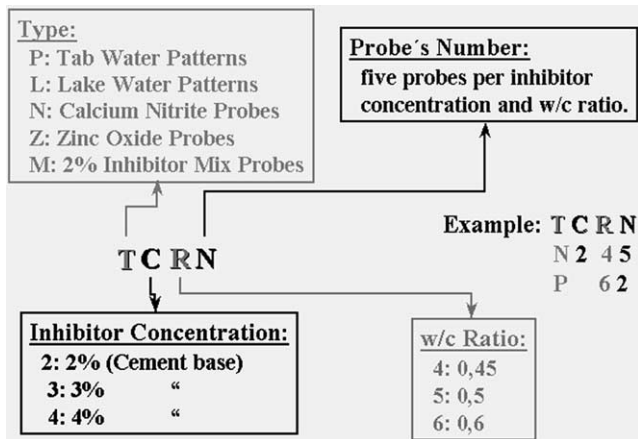 Type:
P: Tab Water Patterns
L: Lake Water Patterns
N: Calcium Nitrite Probes
Z: Zinc Oxide Probes
M: 2% Inhibitor Mix Probes
Probe´s Number:
five probes per inhibitor
concentration and w/c ratio.
T C R N
Example: T C R N
N 2 4 5
P 6 2
Inhibitor Concentration:
2: 2% (Cement base)
3: 3% “
4: 4% “
w/c Ratio:
4: 0,45
5: 0,5
6: 0,6